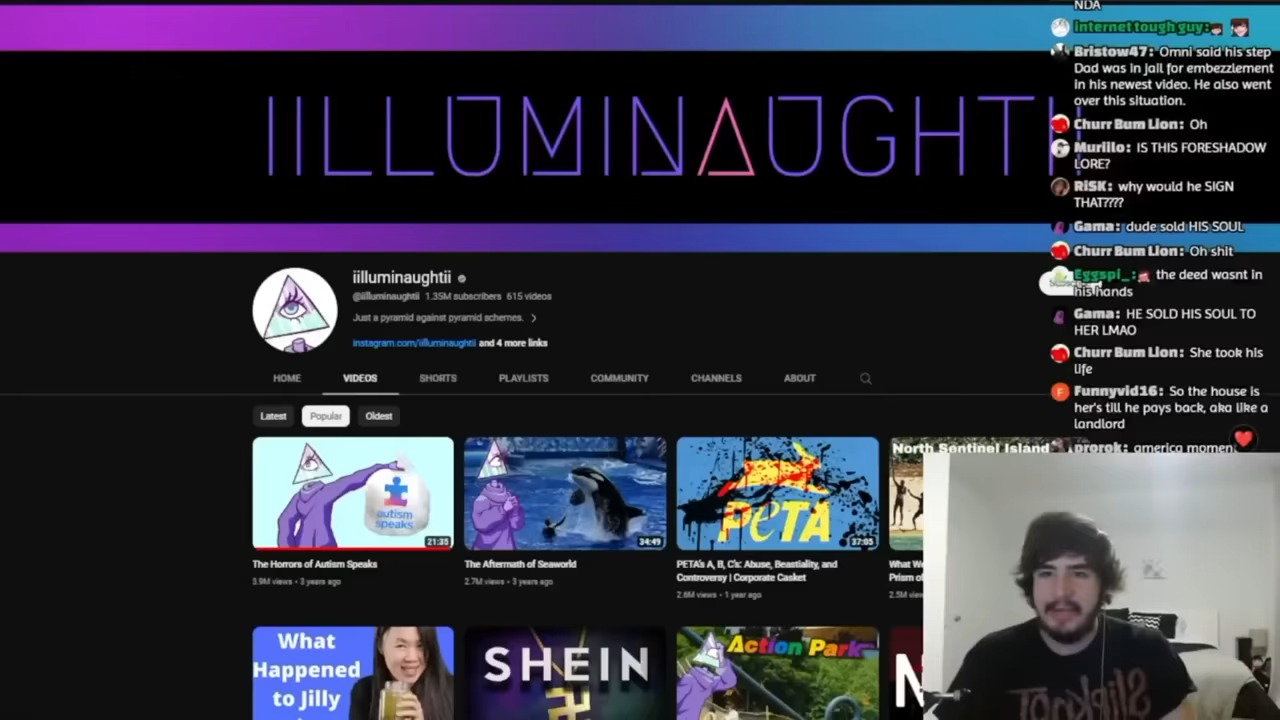 NDA
internet tough guy:
Bristow47: Omni said his step
Dad was in jail for embezzlement
in his newest video. He also went
over this situation.
Churr Bum Lion: Oh
Murillo: IS THIS FORESHADOW
LORE?
RiSK: why would he SIGN
THAT????
Gama: dude sold HIS SOUL
Churr Bum Lion: Oh shit
Eggspi_: the deed wasnt in
his hands
Gama: HE SOLD HIS SOUL TO
HER LMAO
Churr Bum Lion: She took his
life
Funnyvid16: So the house is
her's till he pays back, aka like a
landlord
prorok: america moment
IILLUMINAUGHTI
iilluminaughtii
@iilluminaughtii 1.35M subscribers 615 videos
Just a pyramid against pyramid schemes.
instagram.com/iilluminaughtii and 4 more links
HOME VIDEOS SHORTS PLAYLISTS COMMUNITY CHANNELS ABOUT
Latest Popular Oldest
autism
speaks
21:35
The Horrors of Autism Speaks
3.9M views • 3 years ago
34:49
The Aftermath of Seaworld
2.7M views • 3 years ago
PETA
37:05
PETA's A, B, C's: Abuse, Beastiality, and
Controversy | Corporate Casket
2.6M views • 1 year ago
North Sentinel Island
What We
Prism of
2.5M view
What
Happened
to Jilly
SHEIN
Action Park
N
SlipKnoT